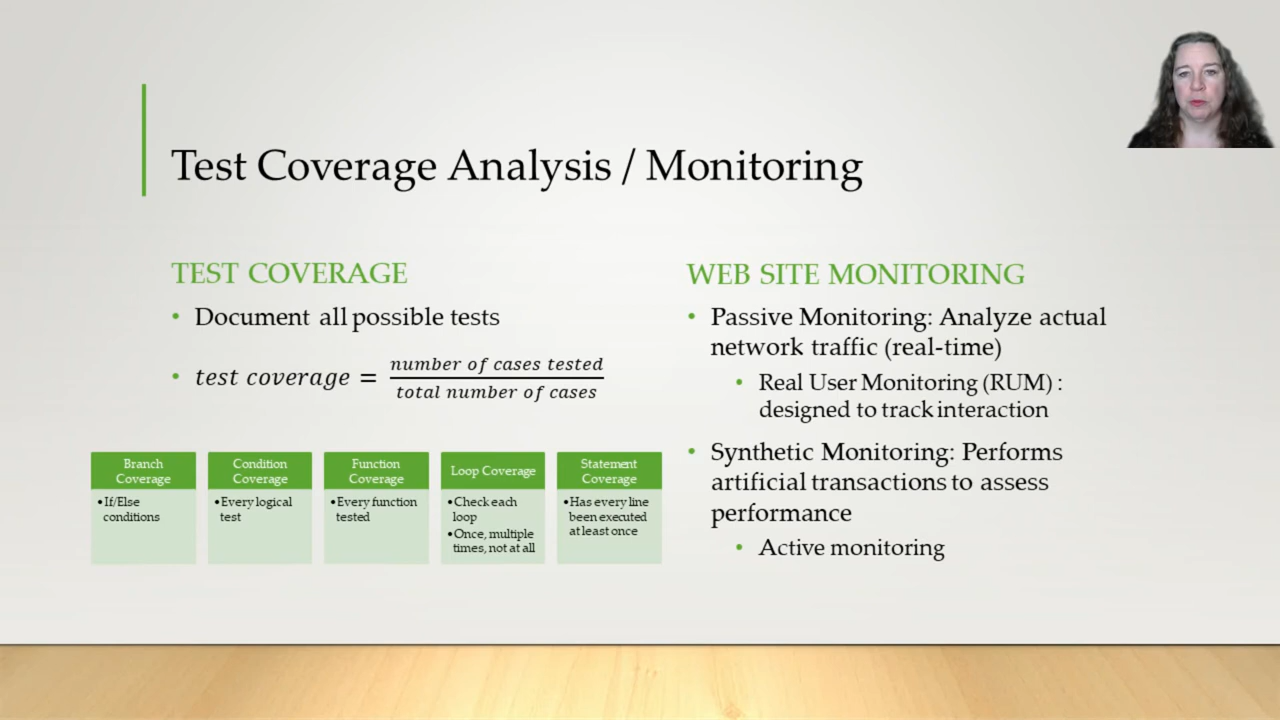 Test Coverage Analysis / Monitoring
TEST COVERAGE
• Document all possible tests
• test coverage = number of cases tested / total number of cases
Branch
Coverage
•If/Else
conditions
Condition
Coverage
•Every logical
test
Function
Coverage
•Every function
tested
Loop Coverage
•Check each
loop
•Once, multiple
times, not at all
Statement
Coverage
•Has every line
been executed
at least once
WEB SITE MONITORING
• Passive Monitoring: Analyze actual
network traffic (real-time)
• Real User Monitoring (RUM) :
designed to track interaction
• Synthetic Monitoring: Performs
artificial transactions to assess
performance
• Active monitoring